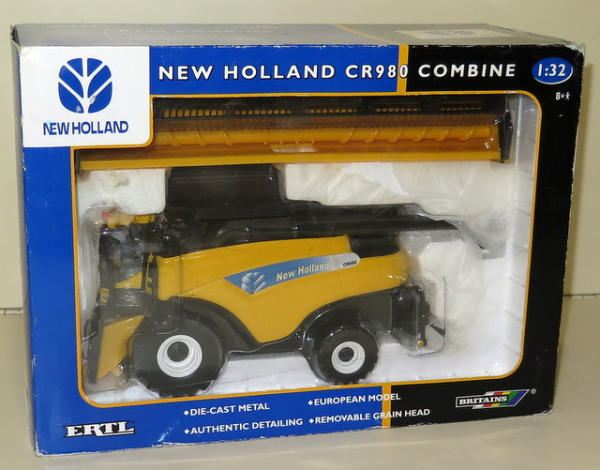 NEW HOLLAND
NEW HOLLAND CR980 COMBINE
1:32
8+
New Holland
CR980
•DIE-CAST METAL
•EUROPEAN MODEL
•AUTHENTIC DETAILING
•REMOVABLE GRAIN HEAD
ERTL
BRITAINS